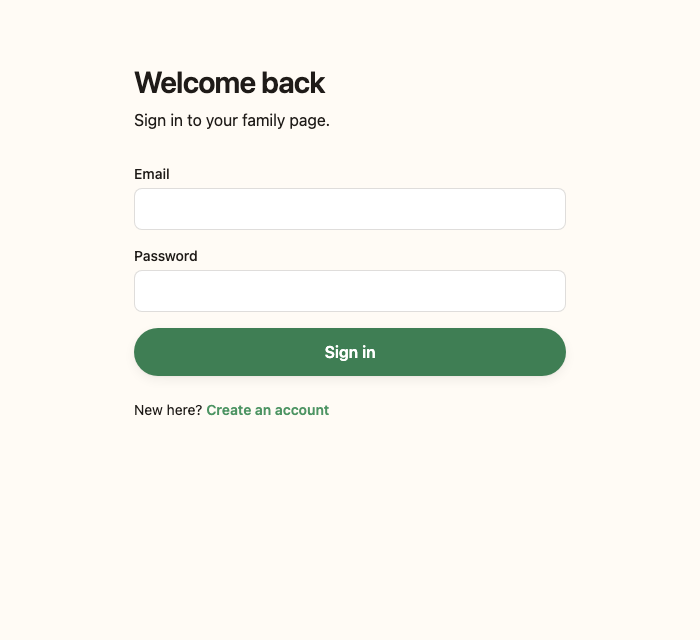 Welcome back
Sign in to your family page.
Email
Password
Sign in
New here? Create an account